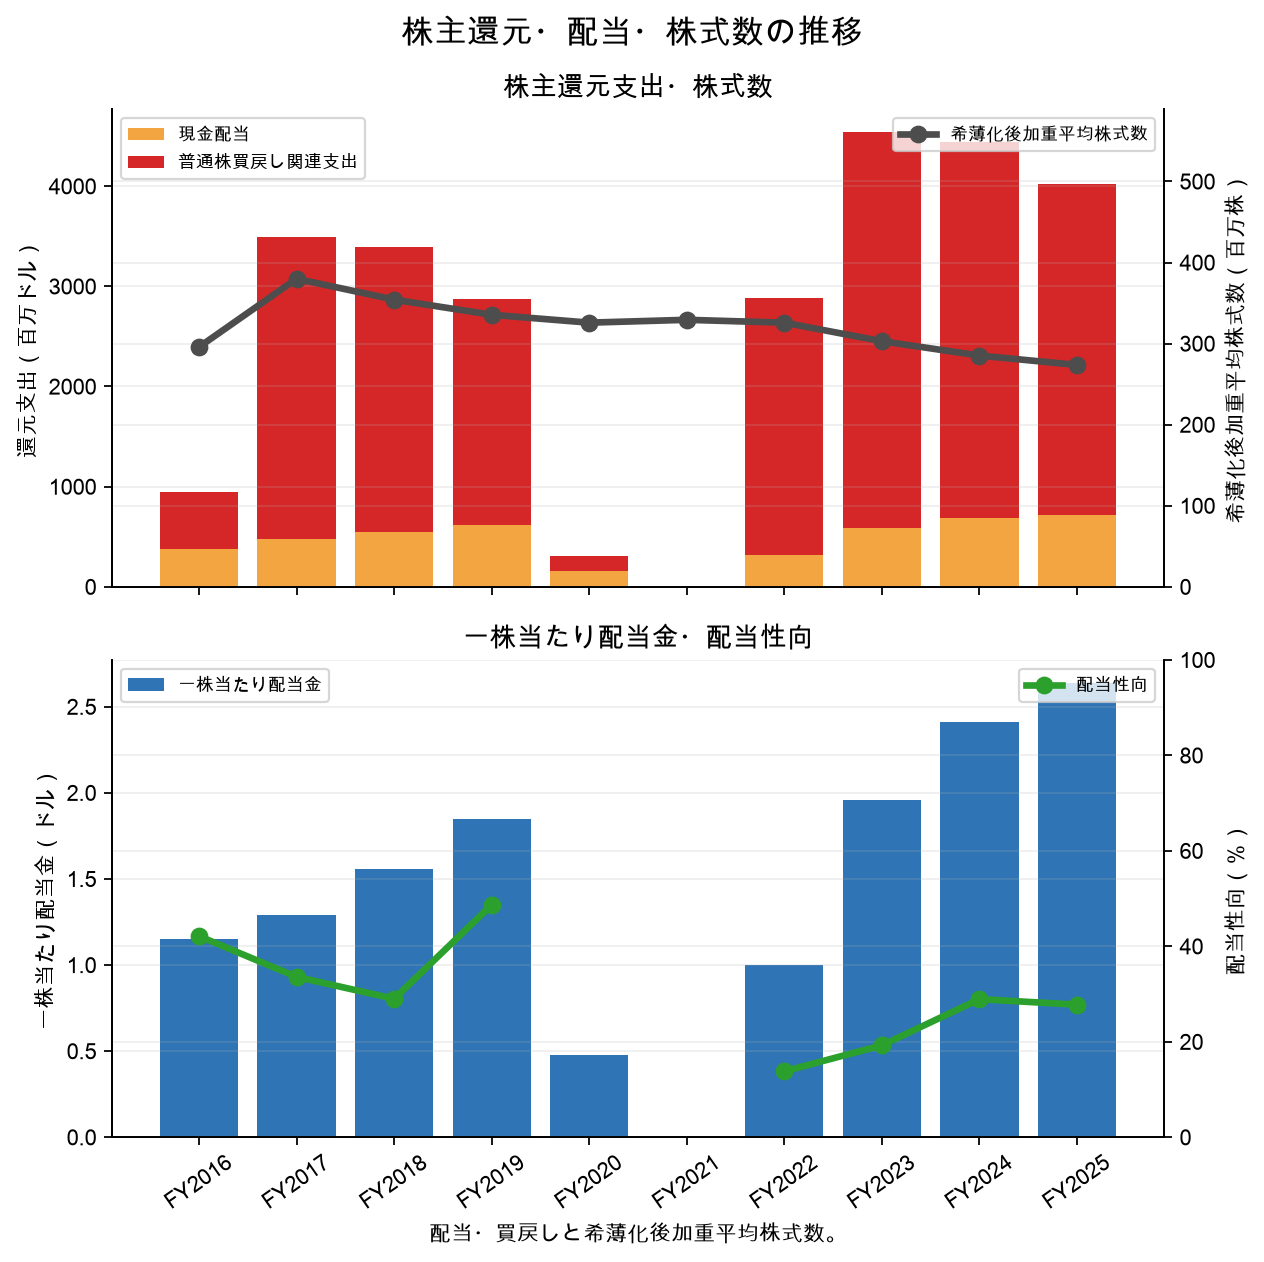 株主還元・配当・株式数の推移
株主還元支出・株式数
現金配当
普通株買戻し関連支出
希薄化後加重平均株式数
還元支出(百万ドル)
4000
3000
2000
1000
0
500
400
300
200
100
0
希薄化後加重平均株式数(百万株)
一株当たり配当金・配当性向
一株当たり配当金
配当性向
一株当たり配当金(ドル)
2.5
2.0
1.5
1.0
0.5
0.0
100
80
60
40
20
0
配当性向(%)
FY2016
FY2017
FY2018
FY2019
FY2020
FY2021
FY2022
FY2023
FY2024
FY2025
配当・買戻しと希薄化後加重平均株式数。